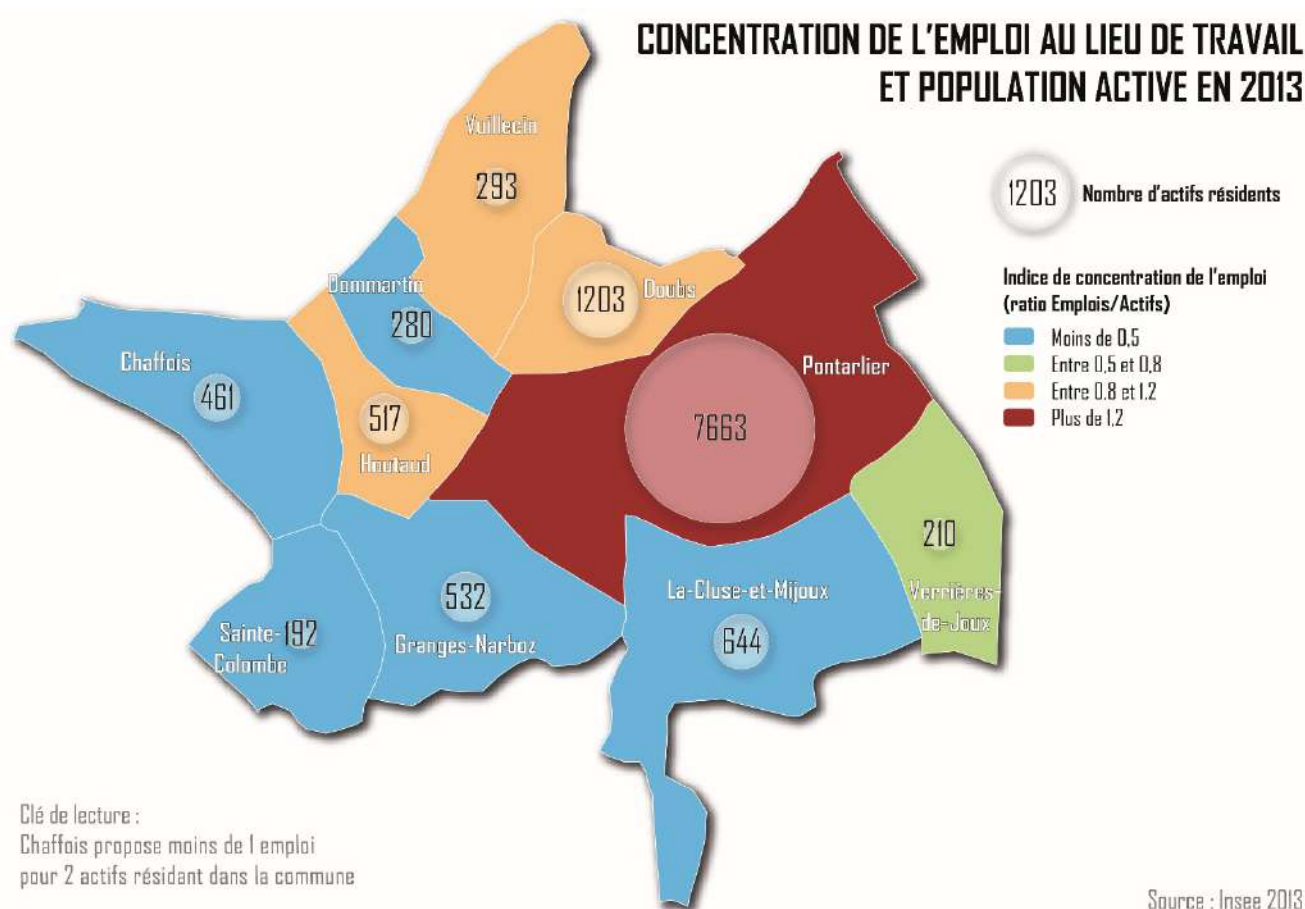 CONCENTRATION DE L'EMPLOI AU LIEU DE TRAVAIL
ET POPULATION ACTIVE EN 2013
1203 Nombre d'actifs résidents
Indice de concentration de l'emploi
(ratio Emplois/Actifs)
Moins de 0,5
Entre 0,5 et 0,8
Entre 0,8 et 1,2
Plus de 1,2
Vuillecin
293
Dommartin
280
1203
Doubs
Chaffois
461
517
Houtaud
Pontarlier
7663
210
Verrières-
de-Joux
La-Cluse-et-Mijoux
644
532
Granges-Narboz
Sainte-
Colombe
192
Clé de lecture :
Chaffois propose moins de 1 emploi
pour 2 actifs résidant dans la commune
Source : Insee 2013